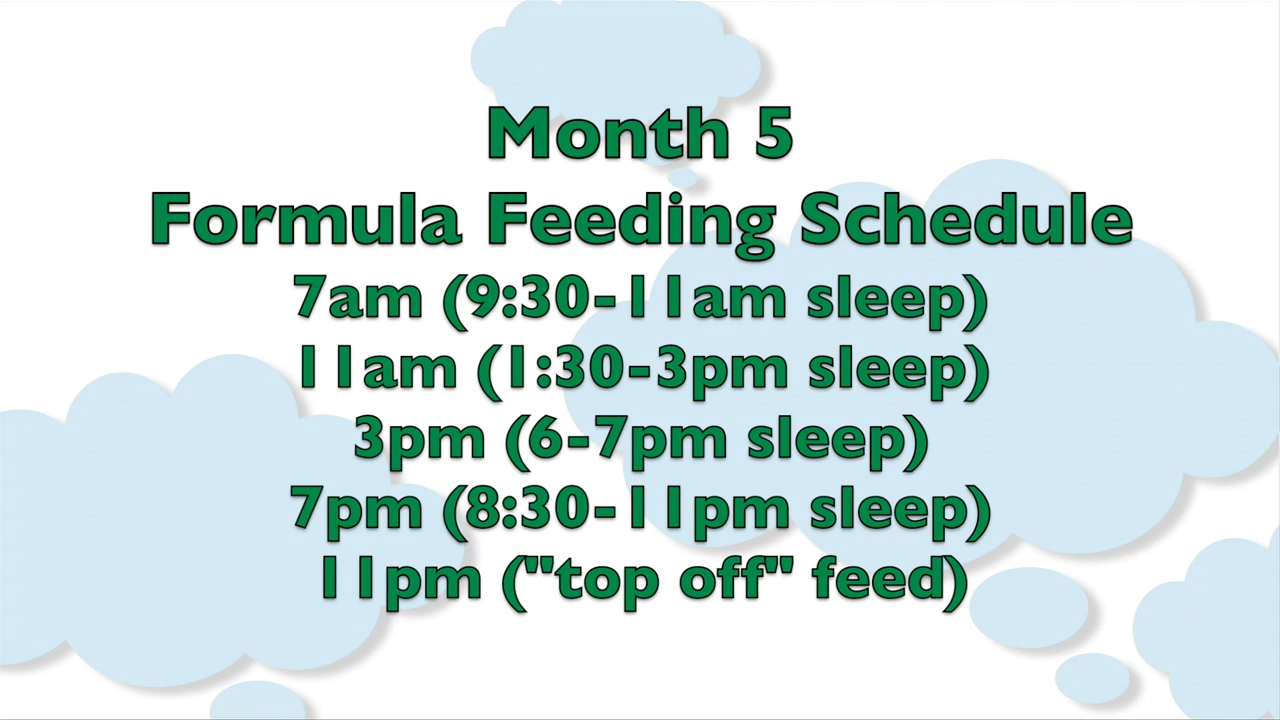 Month 5
Formula Feeding Schedule
7am (9:30-11am sleep)
11am (1:30-3pm sleep)
3pm (6-7pm sleep)
7pm (8:30-11pm sleep)
11pm ("top off" feed)